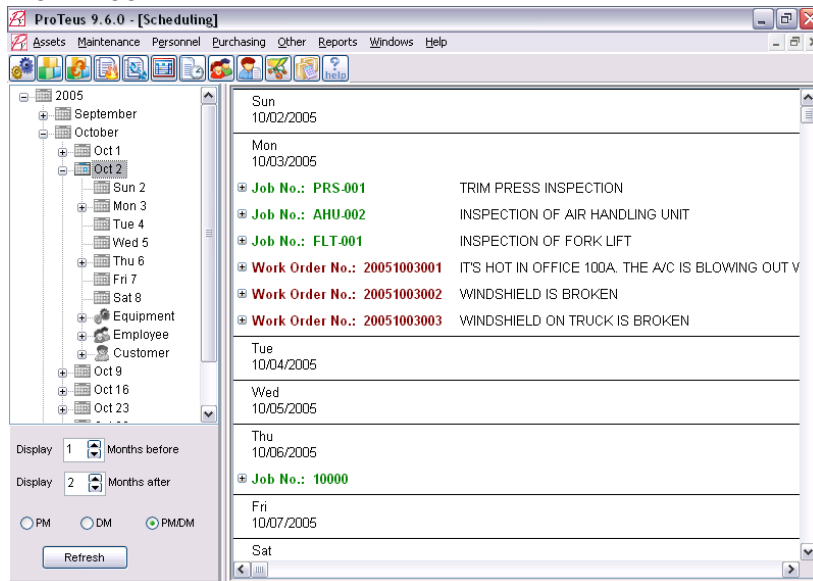 ProTeus 9.6.0 - [Scheduling]
Assets Maintenance Personnel Purchasing Other Reports Windows Help
help
2005
September
October
Oct 1
Oct 2
Sun 2
Mon 3
Tue 4
Wed 5
Thu 6
Fri 7
Sat 8
Equipment
Employee
Customer
Oct 9
Oct 16
Oct 23
Display 1 Months before
Display 2 Months after
PM DM PM/DM
Refresh
Sun
10/02/2005
Mon
10/03/2005
Job No.: PRS-001 TRIM PRESS INSPECTION
Job No.: AHU-002 INSPECTION OF AIR HANDLING UNIT
Job No.: FLT-001 INSPECTION OF FORK LIFT
Work Order No.: 20051003001 IT'S HOT IN OFFICE 100A. THE A/C IS BLOWING OUT V
Work Order No.: 20051003002 WINDSHIELD IS BROKEN
Work Order No.: 20051003003 WINDSHIELD ON TRUCK IS BROKEN
Tue
10/04/2005
Wed
10/05/2005
Thu
10/06/2005
Job No.: 10000
Fri
10/07/2005
Sat